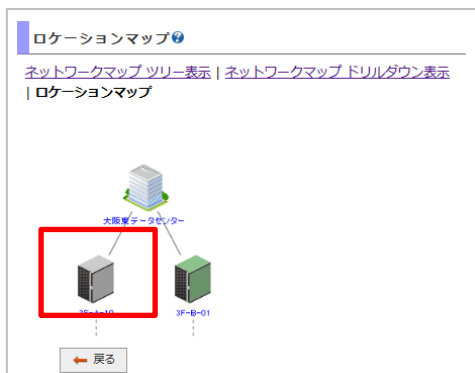 ロケーションマップ?
ネットワークマップ ツリー表示 | ネットワークマップ ドリルダウン表示
| ロケーションマップ
大阪東データセンター
3F-A-10
3F-B-01
戻る